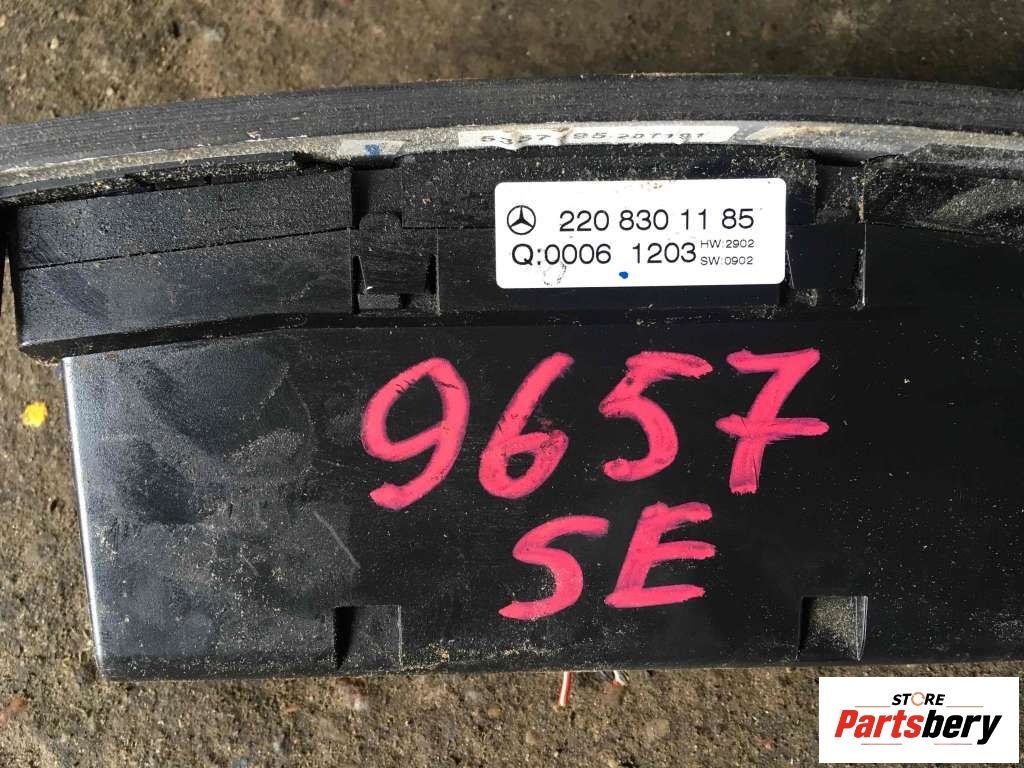 220 830 11 85
Q:0006 1203 HW:2902
SW:0902
9657
SE
STORE
Partsbery